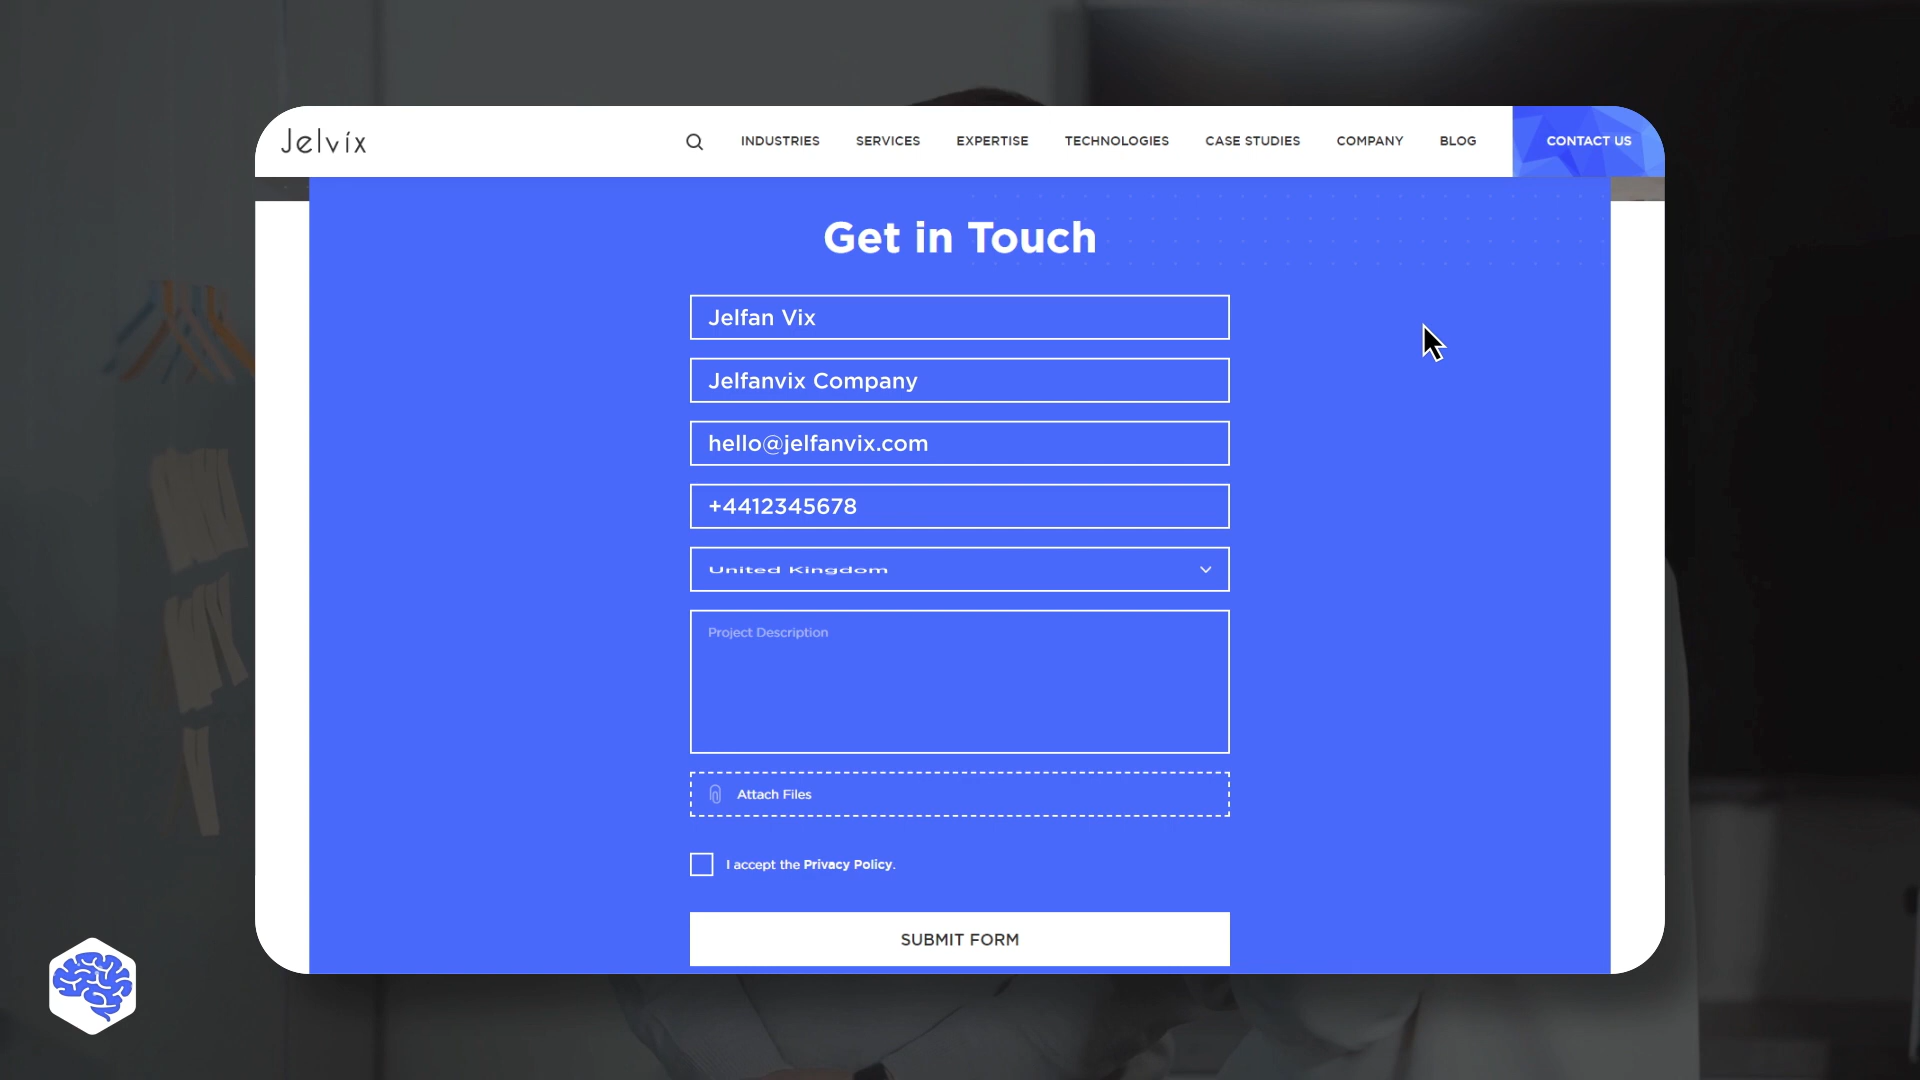 Jelvix
INDUSTRIES SERVICES EXPERTISE TECHNOLOGIES CASE STUDIES COMPANY BLOG CONTACT US
Get in Touch
Jelfan Vix
Jelfanvix Company
hello@jelfanvix.com
+4412345678
United Kingdom
Project Description
Attach Files
I accept the Privacy Policy.
SUBMIT FORM